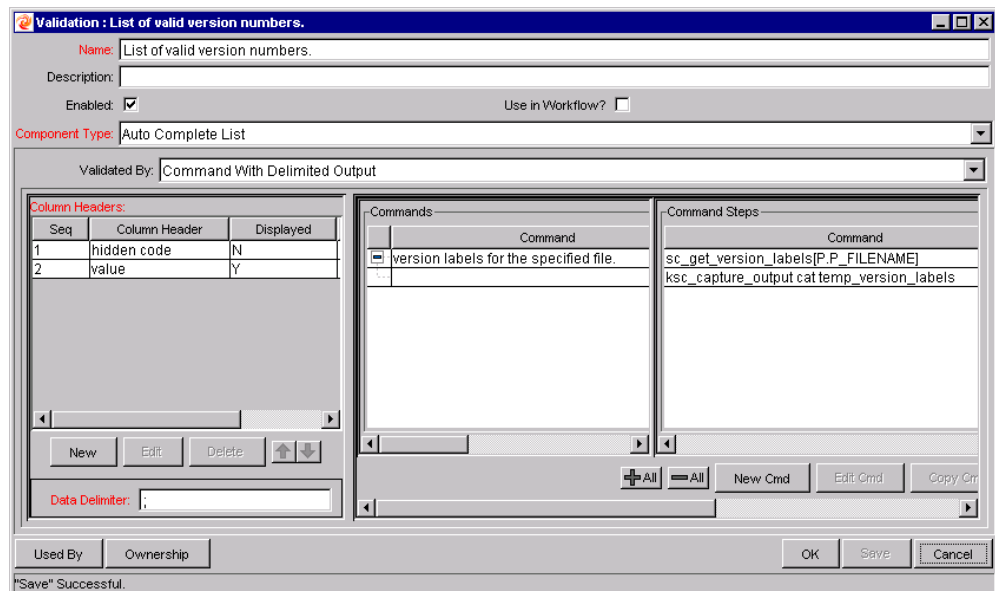 Validation : List of valid version numbers.
Name: List of valid version numbers.
Description:
Enabled: Use in Workflow?
Component Type: Auto Complete List
Validated By: Command With Delimited Output
Column Headers:
Seq Column Header Displayed
1 hidden code N
2 value Y
New Edit Delete
Data Delimiter: ;
Commands
Command
version labels for the specified file.
Command Steps
Command
sc_get_version_labels[P.P_FILENAME]
ksc_capture_output cat temp_version_labels
All All New Cmd Edit Cmd Copy Cm
Used By Ownership OK Save Cancel
"Save" Successful.